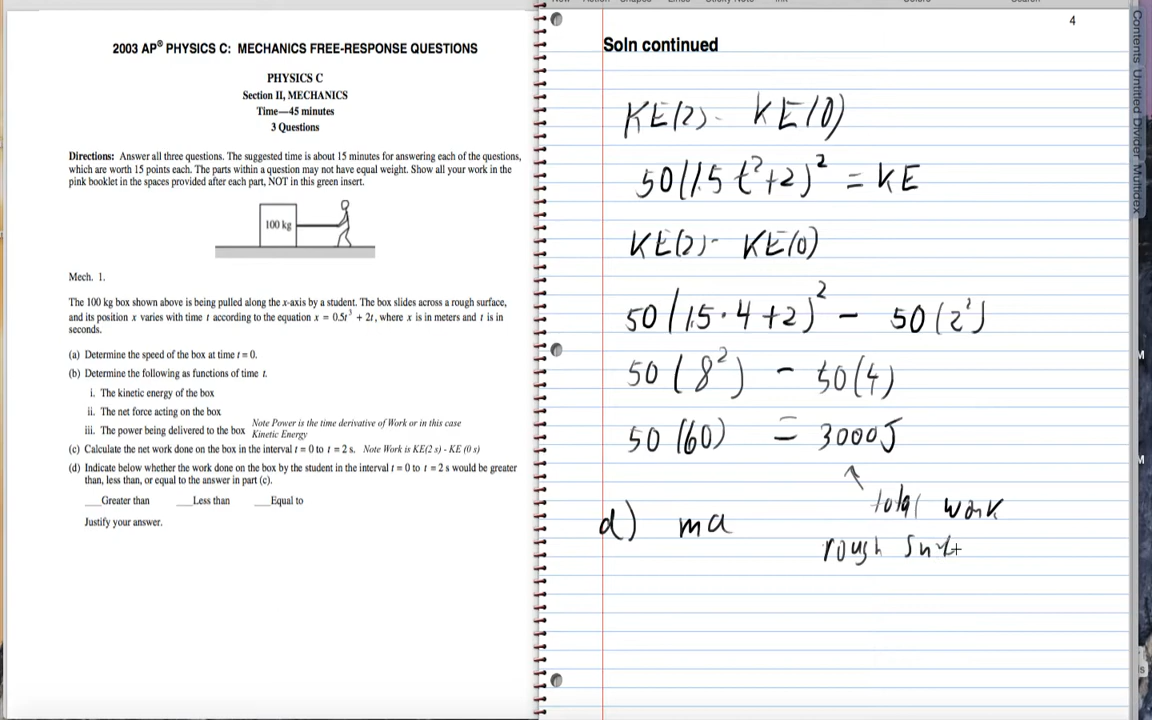 2003 AP® PHYSICS C: MECHANICS FREE-RESPONSE QUESTIONS
PHYSICS C
Section II, MECHANICS
Time—45 minutes
3 Questions
Directions: Answer all three questions. The suggested time is about 15 minutes for answering each of the questions,
which are worth 15 points each. The parts within a question may not have equal weight. Show all your work in the
pink booklet in the spaces provided after each part, NOT in this green insert.
100 kg
Mech. 1.
The 100 kg box shown above is being pulled along the x-axis by a student. The box slides across a rough surface,
and its position x varies with time t according to the equation x = 0.5t³ + 2t, where x is in meters and t is in
seconds.
(a) Determine the speed of the box at time t = 0.
(b) Determine the following as functions of time t.
i. The kinetic energy of the box
ii. The net force acting on the box
iii. The power being delivered to the box
Note Power is the time derivative of Work or in this case
Kinetic Energy
(c) Calculate the net work done on the box in the interval t = 0 to t = 2 s. Note Work is KE(2 s) - KE (0 s)
(d) Indicate below whether the work done on the box by the student in the interval t = 0 to t = 2 s would be greater
than, less than, or equal to the answer in part (c).
___Greater than ___Less than ___Equal to
Justify your answer.
4
Soln continued
KE(2) - KE(0)
50(1.5 t²+2)² = KE
KE(2) - KE(0)
50(1.5·4+2)² - 50(2²)
50(8²) - 50(4)
50(60) = 3000J
total work
d) ma
rough
Contents Untitled Divider Multidex